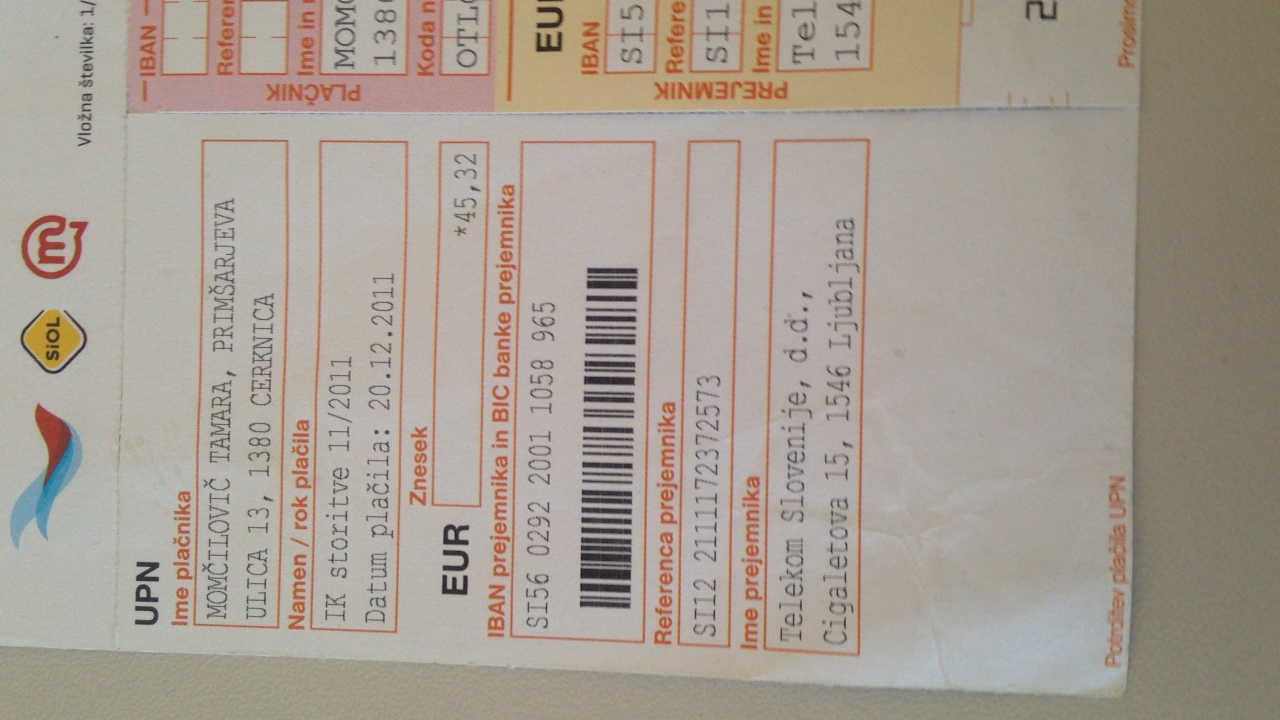 SiOL
m
Vložna številka: 1/
UPN
Ime plačnika
MOMČILOVIČ TAMARA, PRIMŠARJEVA
ULICA 13, 1380 CERKNICA
Namen / rok plačila
IK storitve 11/2011
Datum plačila: 20.12.2011
Znesek
EUR
*45,32
IBAN prejemnika in BIC banke prejemnika
SI56 0292 2001 1058 965
Referenca prejemnika
SI12 2111172372573
Ime prejemnika
Telekom Slovenije, d.d.,
Cigaletova 15, 1546 Ljubljana
Potrditev plačila UPN
PLAČNIK
IBAN
Referen
Ime in
MOMČ
1380
Koda n
OTLO
PREJEMNIK
EU
IBAN
SI5
Refere
SI1
Ime in
Tel
154
2
Prosimo